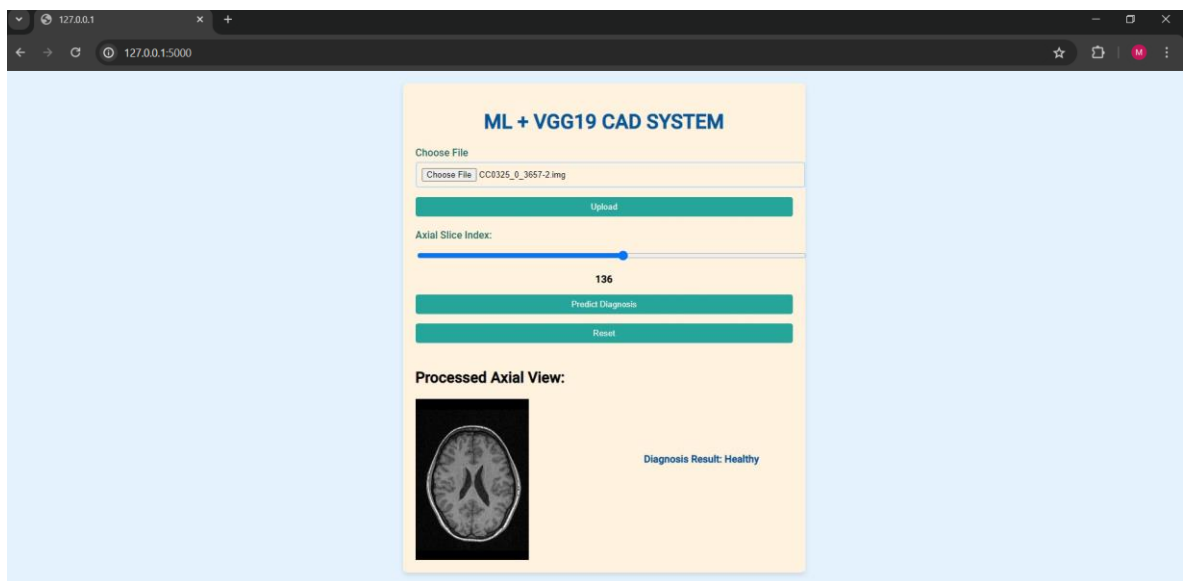 127.0.0.1
127.0.0.1:5000
M
ML + VGG19 CAD SYSTEM
Choose File
Choose File CC0325_0_3657-2.img
Upload
Axial Slice Index:
136
Predict Diagnosis
Reset
Processed Axial View:
Diagnosis Result: Healthy